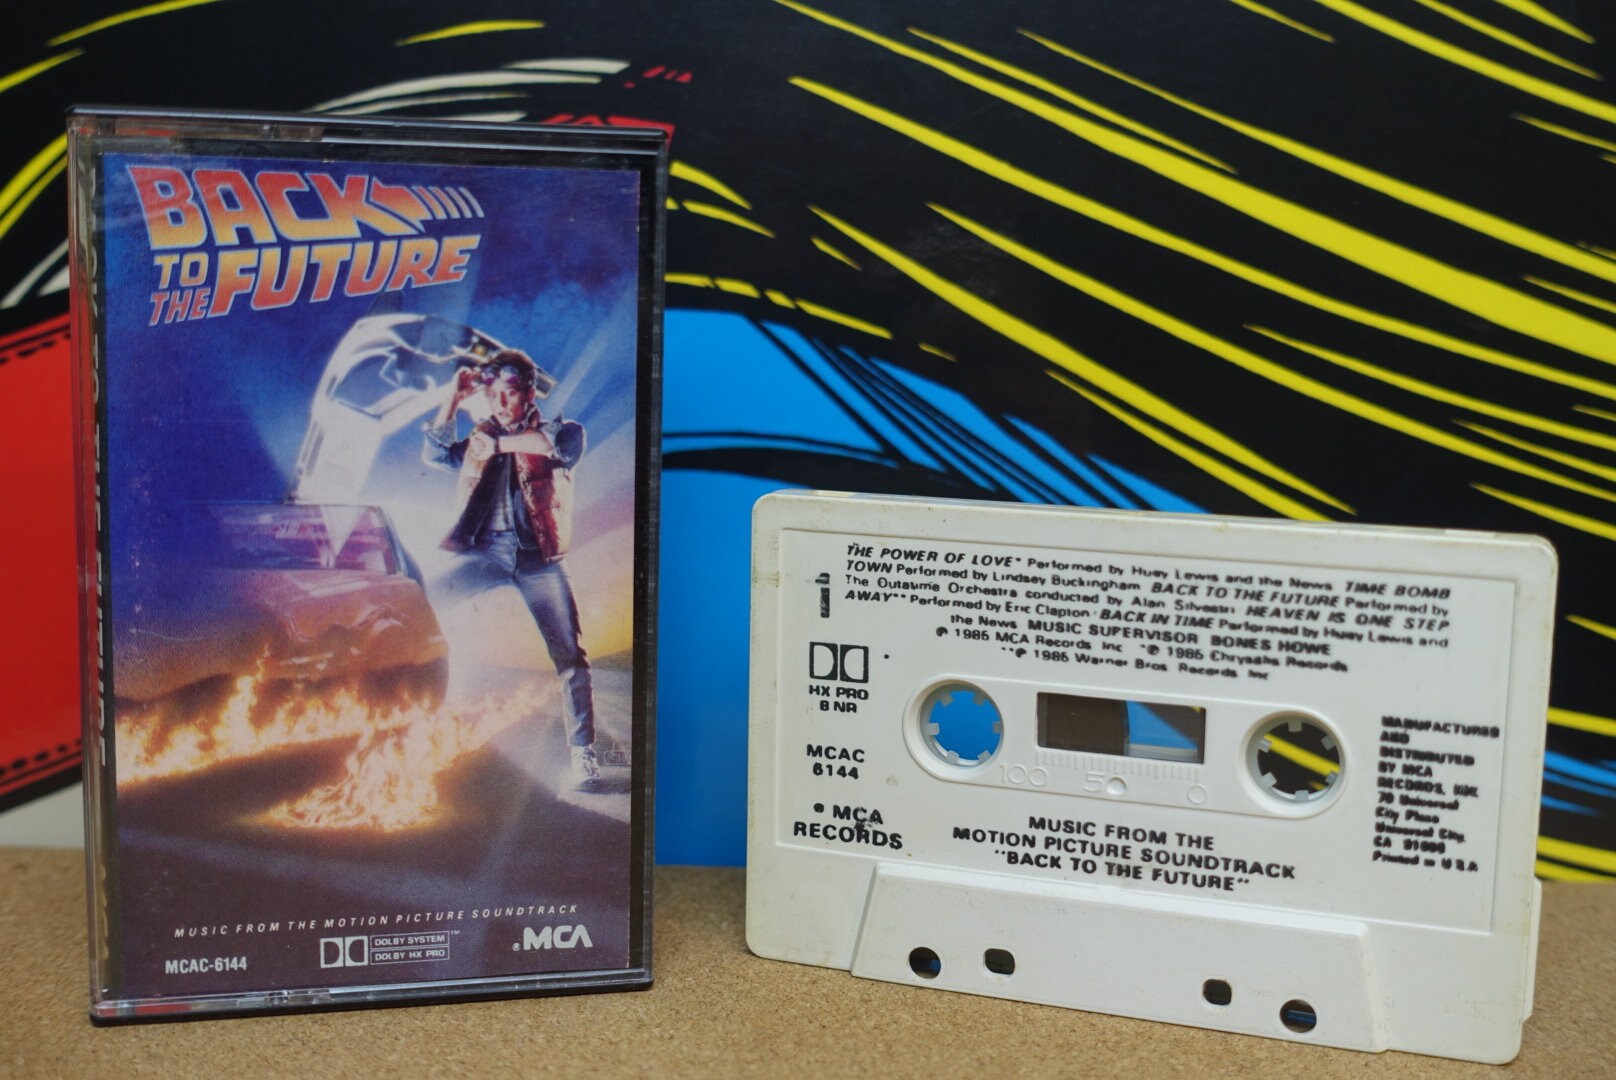 BACK
TO
THE FUTURE
MUSIC FROM THE MOTION PICTURE SOUNDTRACK
MCAC-6144
DOLBY SYSTEM™
DOLBY HX PRO
®MCA
THE POWER OF LOVE* Performed by Huey Lewis and the News TIME BOMB
TOWN Performed by Lindsey Buckingham BACK TO THE FUTURE Performed by
The Outatime Orchestra conducted by Alan Silvestri HEAVEN IS ONE STEP
AWAY** Performed by Eric Clapton BACK IN TIME Performed by Huey Lewis and
the News MUSIC SUPERVISOR BONES HOWE
℗ 1985 MCA Records Inc *℗ 1985 Chrysalis Records
**℗ 1985 Warner Bros Records Inc
1
HX PRO
B NR
MCAC
6144
MCA
RECORDS
100 50 0
MUSIC FROM THE
MOTION PICTURE SOUNDTRACK
"BACK TO THE FUTURE"
MANUFACTURED
AND
DISTRIBUTED
BY MCA
RECORDS, INC.
70 Universal
City Plaza
Universal City,
CA
Printed in U.S.A.